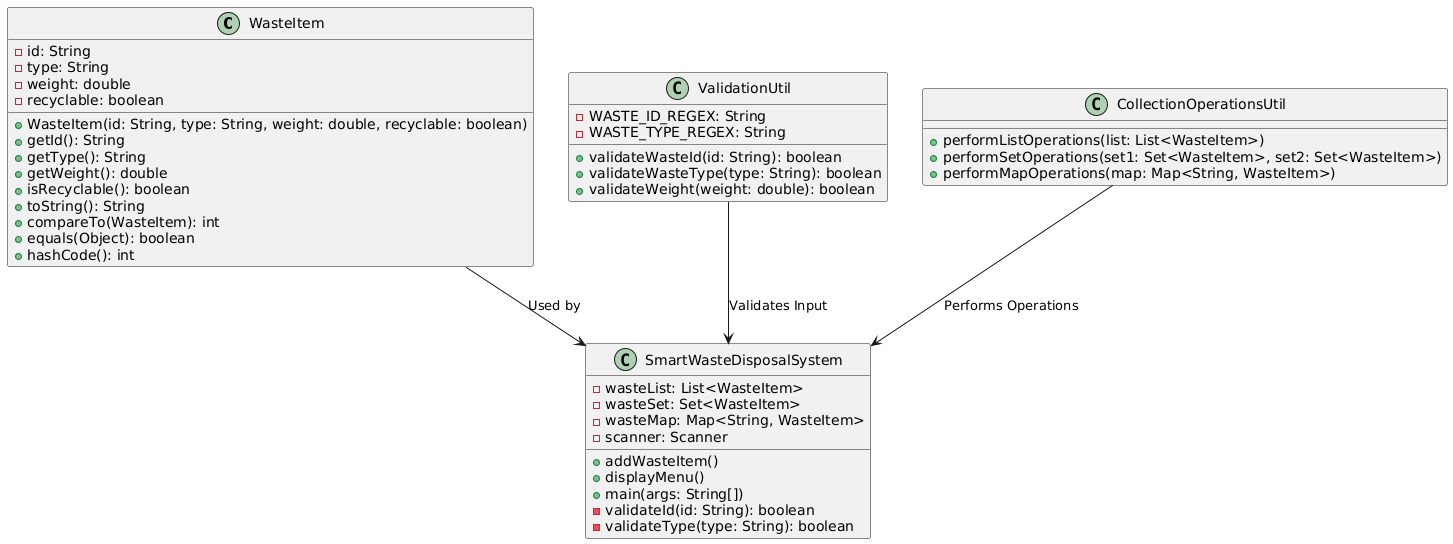 C WasteItem
id: String
type: String
weight: double
recyclable: boolean
WasteItem(id: String, type: String, weight: double, recyclable: boolean)
getId(): String
getType(): String
getWeight(): double
isRecyclable(): boolean
toString(): String
compareTo(WasteItem): int
equals(Object): boolean
hashCode(): int
C ValidationUtil
WASTE_ID_REGEX: String
WASTE_TYPE_REGEX: String
validateWasteId(id: String): boolean
validateWasteType(type: String): boolean
validateWeight(weight: double): boolean
C CollectionOperationsUtil
performListOperations(list: List<WasteItem>)
performSetOperations(set1: Set<WasteItem>, set2: Set<WasteItem>)
performMapOperations(map: Map<String, WasteItem>)
Used by
Validates Input
Performs Operations
C SmartWasteDisposalSystem
wasteList: List<WasteItem>
wasteSet: Set<WasteItem>
wasteMap: Map<String, WasteItem>
scanner: Scanner
addWasteItem()
displayMenu()
main(args: String[])
validateId(id: String): boolean
validateType(type: String): boolean